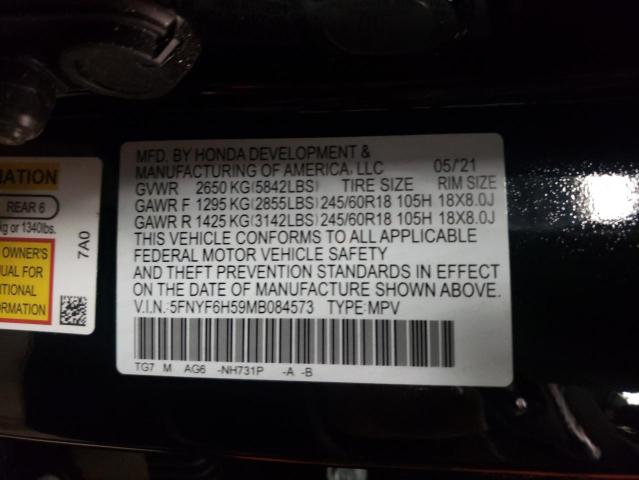 MATION
REAR 6
kg or 1340lbs.
OWNER'S
NUAL FOR
ITIONAL
ORMATION
7A0
MFD. BY HONDA DEVELOPMENT &
MANUFACTURING OF AMERICA, LLC 05/'21
GVWR 2650 KG(5842LBS) TIRE SIZE RIM SIZE
GAWR F 1295 KG(2855LBS) 245/60R18 105H 18X8.0J
GAWR R 1425 KG(3142LBS) 245/60R18 105H 18X8.0J
THIS VEHICLE CONFORMS TO ALL APPLICABLE
FEDERAL MOTOR VEHICLE SAFETY
AND THEFT PREVENTION STANDARDS IN EFFECT
ON THE DATE OF MANUFACTURE SHOWN ABOVE.
V.I.N.:5FNYF6H59MB084573 TYPE:MPV
TG7 M AG6 -NH731P -A -B